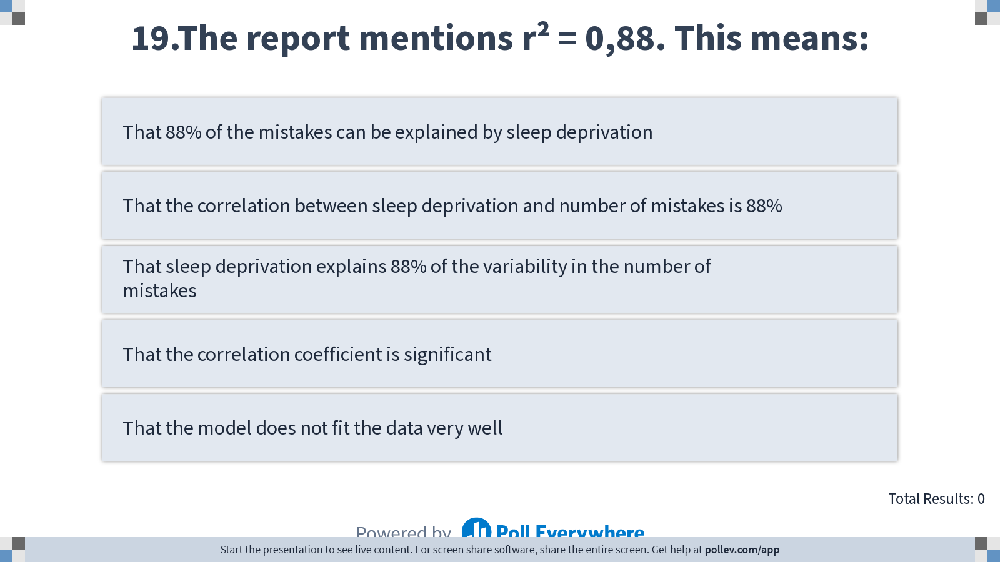 19.The report mentions r² = 0,88. This means:
That 88% of the mistakes can be explained by sleep deprivation
That the correlation between sleep deprivation and number of mistakes is 88%
That sleep deprivation explains 88% of the variability in the number of
mistakes
That the correlation coefficient is significant
That the model does not fit the data very well
Total Results: 0
Powered by Poll Everywhere
Start the presentation to see live content. For screen share software, share the entire screen. Get help at pollev.com/app